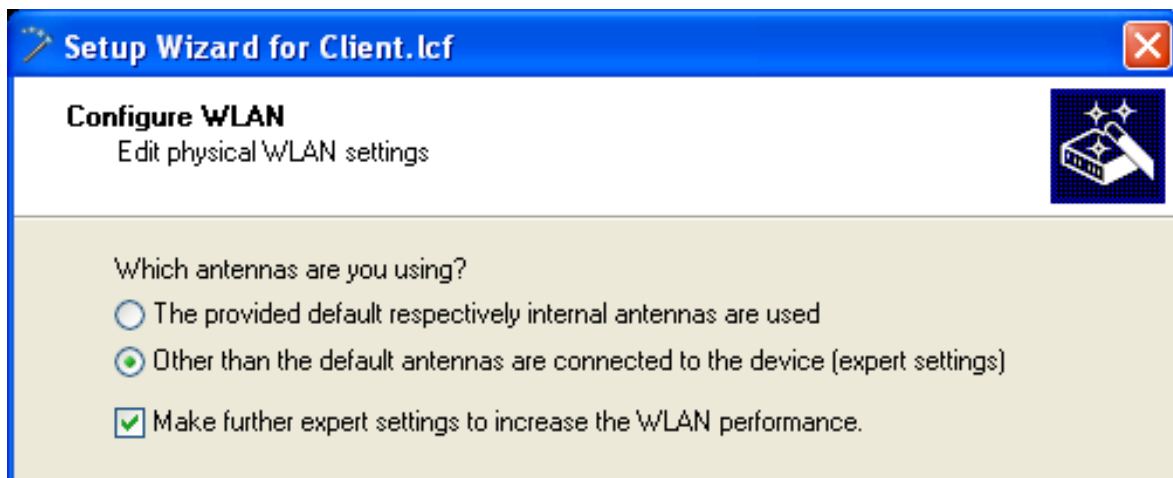 Setup Wizard for Client.lcf
Configure WLAN
Edit physical WLAN settings
Which antennas are you using?
The provided default respectively internal antennas are used
Other than the default antennas are connected to the device (expert settings)
Make further expert settings to increase the WLAN performance.